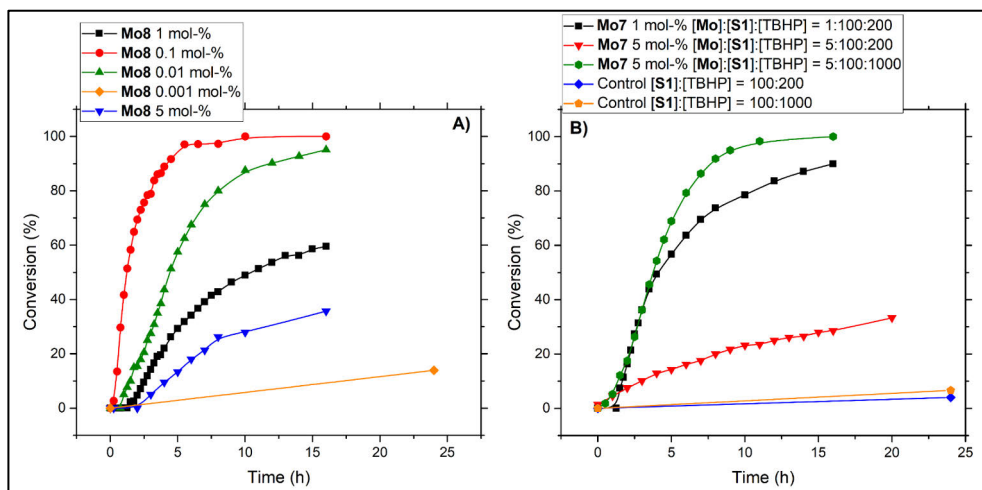 Mo8 1 mol-%
Mo8 0.1 mol-%
Mo8 0.01 mol-%
Mo8 0.001 mol-%
Mo8 5 mol-%
A)
100
80
60
40
20
0
Conversion (%)
0 5 10 15 20 25
Time (h)
Mo7 1 mol-% [Mo]:[S1]:[TBHP] = 1:100:200
Mo7 5 mol-% [Mo]:[S1]:[TBHP] = 5:100:200
Mo7 5 mol-% [Mo]:[S1]:[TBHP] = 5:100:1000
Control [S1]:[TBHP] = 100:200
Control [S1]:[TBHP] = 100:1000
B)
100
80
60
40
20
0
Conversion (%)
0 5 10 15 20 25
Time (h)